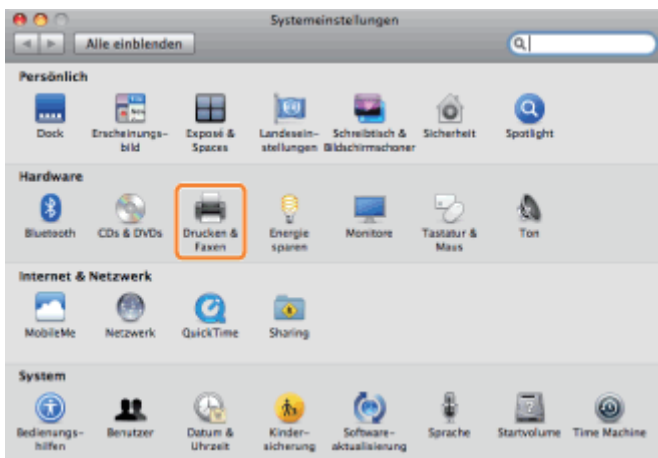 Systemeinstellungen
Alle einblenden
Persönlich
Dock
Erscheinungs-
bild
Exposé &
Spaces
Landesein-
stellungen
Schreibtisch &
Bildschirmschoner
Sicherheit
Spotlight
Hardware
Bluetooth
CDs & DVDs
Drucken &
Faxen
Energie
sparen
Monitore
Tastatur &
Maus
Ton
Internet & Netzwerk
MobileMe
Netzwerk
QuickTime
Sharing
System
Bedienungs-
hilfen
Benutzer
Datum &
Uhrzeit
Kinder-
sicherung
Software-
aktualisierung
Sprache
Startvolume
Time Machine